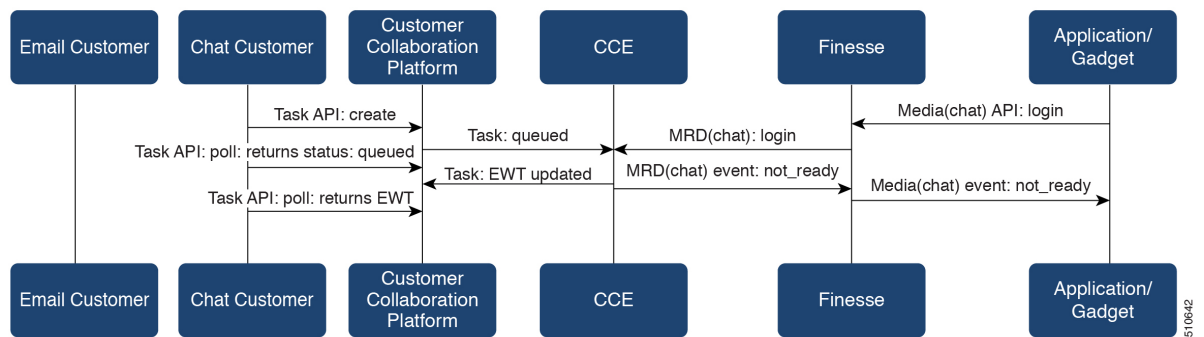 Email Customer
Chat Customer
Customer
Collaboration
Platform
CCE
Finesse
Application/
Gadget
Task API: create
Media(chat) API: login
Task: queued
MRD(chat): login
Task API: poll: returns status: queued
Task: EWT updated
MRD(chat) event: not_ready
Media(chat) event: not_ready
Task API: poll: returns EWT
Email Customer
Chat Customer
Customer
Collaboration
Platform
CCE
Finesse
Application/
Gadget
510642